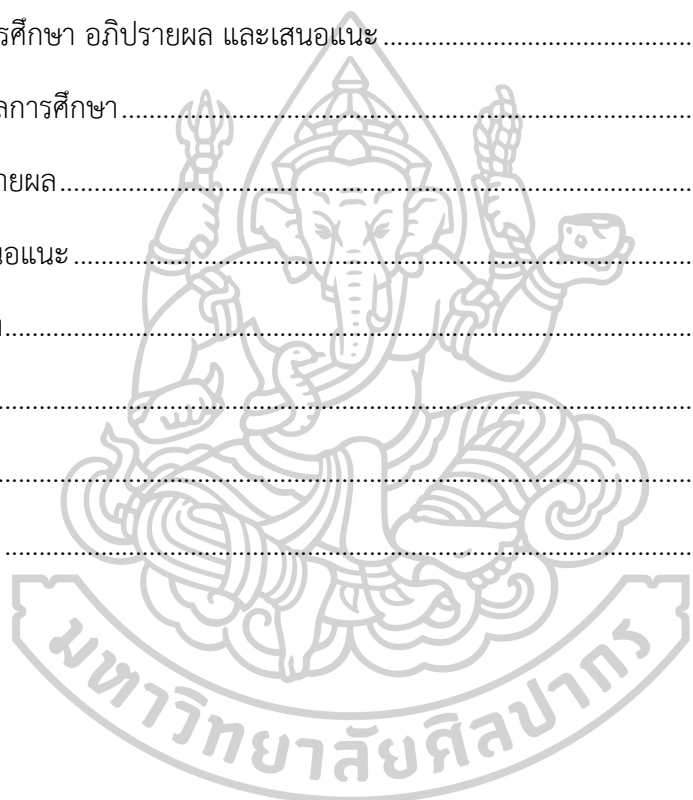 รศึกษา อภิปรายผล และเสนอแนะ........................................................
ลการศึกษา........................................................................................................
ายผล..................................................................................................................
นอแนะ...............................................................................................................
............................................................................................................................
............................................................................................................................
............................................................................................................................
............................................................................................................................
มหาวิทยาลัยศิลปากร